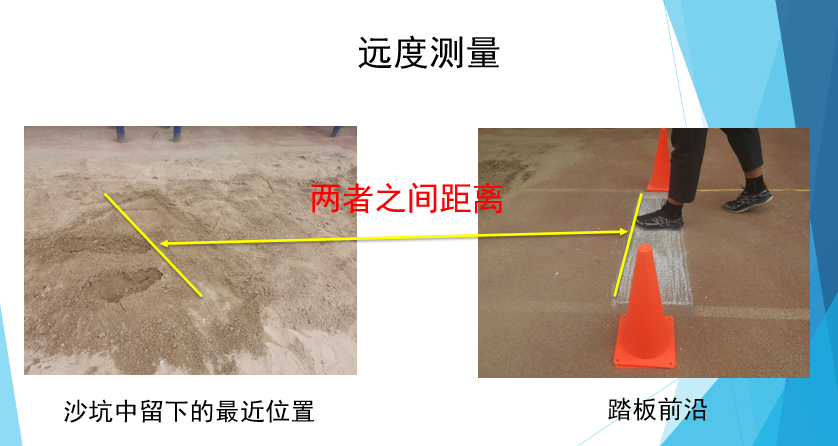 远度测量
两者之间距离
沙坑中留下的最近位置
踏板前沿